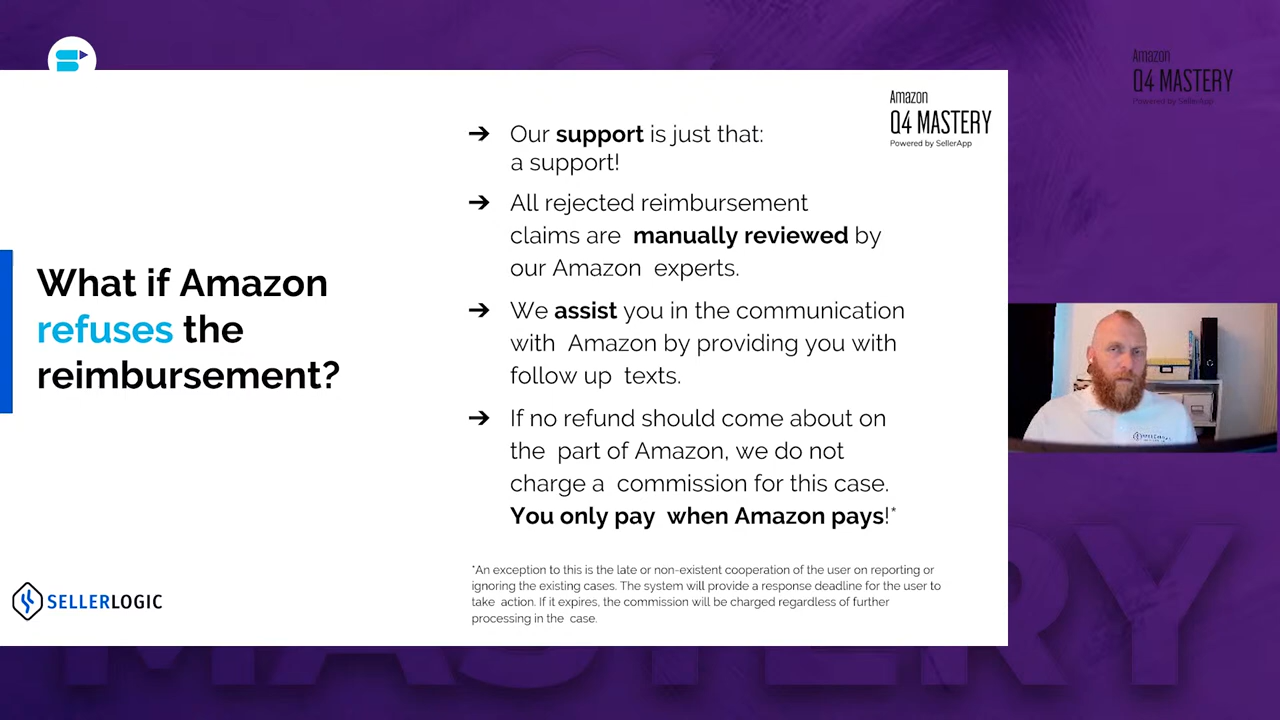 Amazon
Q4 MASTERY
Powered by SellerApp
Amazon
Q4 MASTERY
Powered by SellerApp
What if Amazon
refuses the
reimbursement?
➔ Our support is just that:
a support!
➔ All rejected reimbursement
claims are manually reviewed by
our Amazon experts.
➔ We assist you in the communication
with Amazon by providing you with
follow up texts.
➔ If no refund should come about on
the part of Amazon, we do not
charge a commission for this case.
You only pay when Amazon pays!*
*An exception to this is the late or non-existent cooperation of the user on reporting or
ignoring the existing cases. The system will provide a response deadline for the user to
take action. If it expires, the commission will be charged regardless of further
processing in the case.
SELLERLOGIC
MASTERY